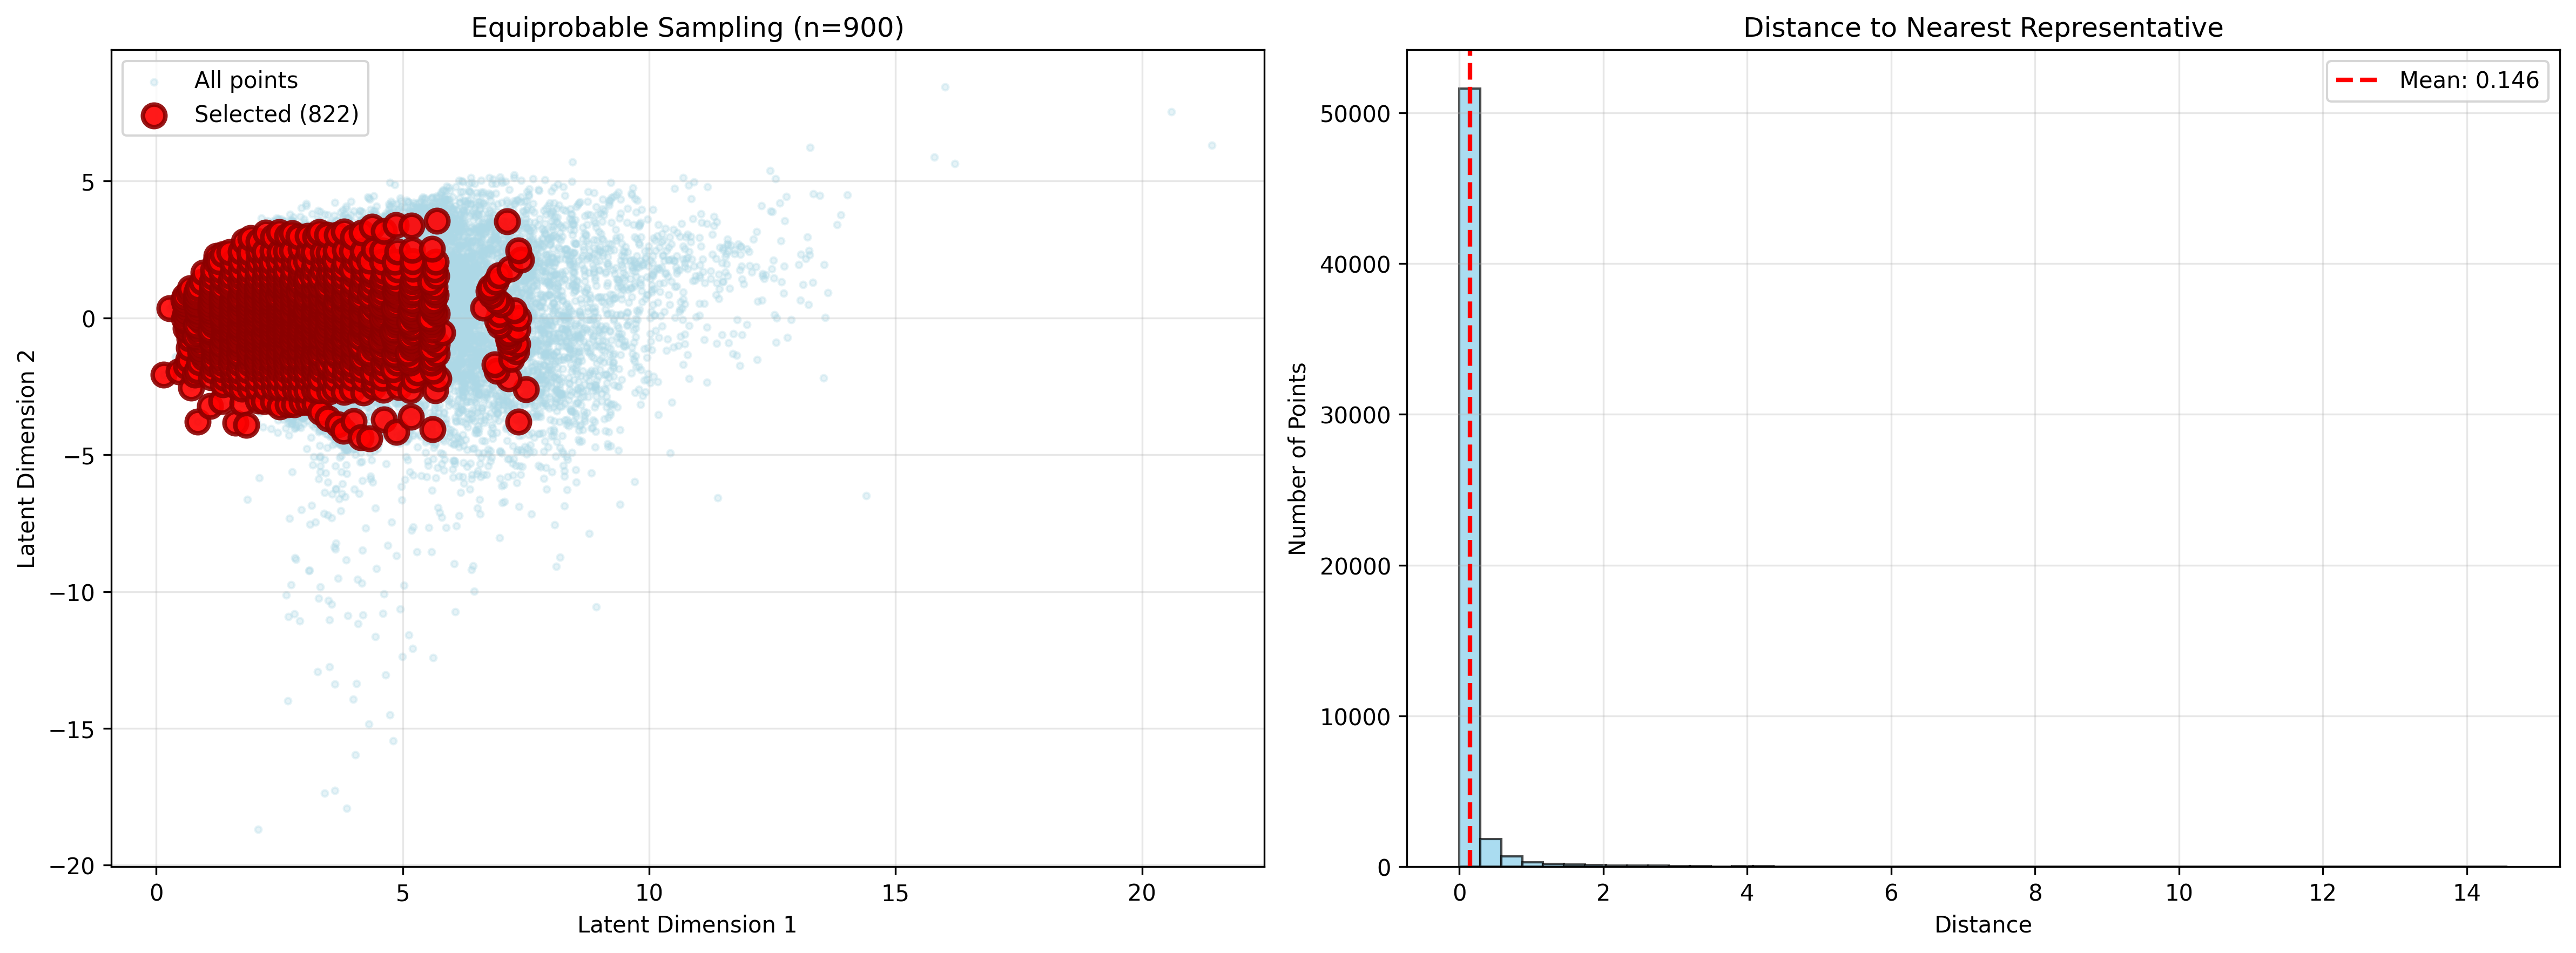 Equiprobable Sampling (n=900)
All points
Selected (822)
5
0
−5
−10
−15
−20
Latent Dimension 2
0
5
10
15
20
Latent Dimension 1
Distance to Nearest Representative
Mean: 0.146
50000
40000
30000
20000
10000
0
Number of Points
0
2
4
6
8
10
12
14
Distance